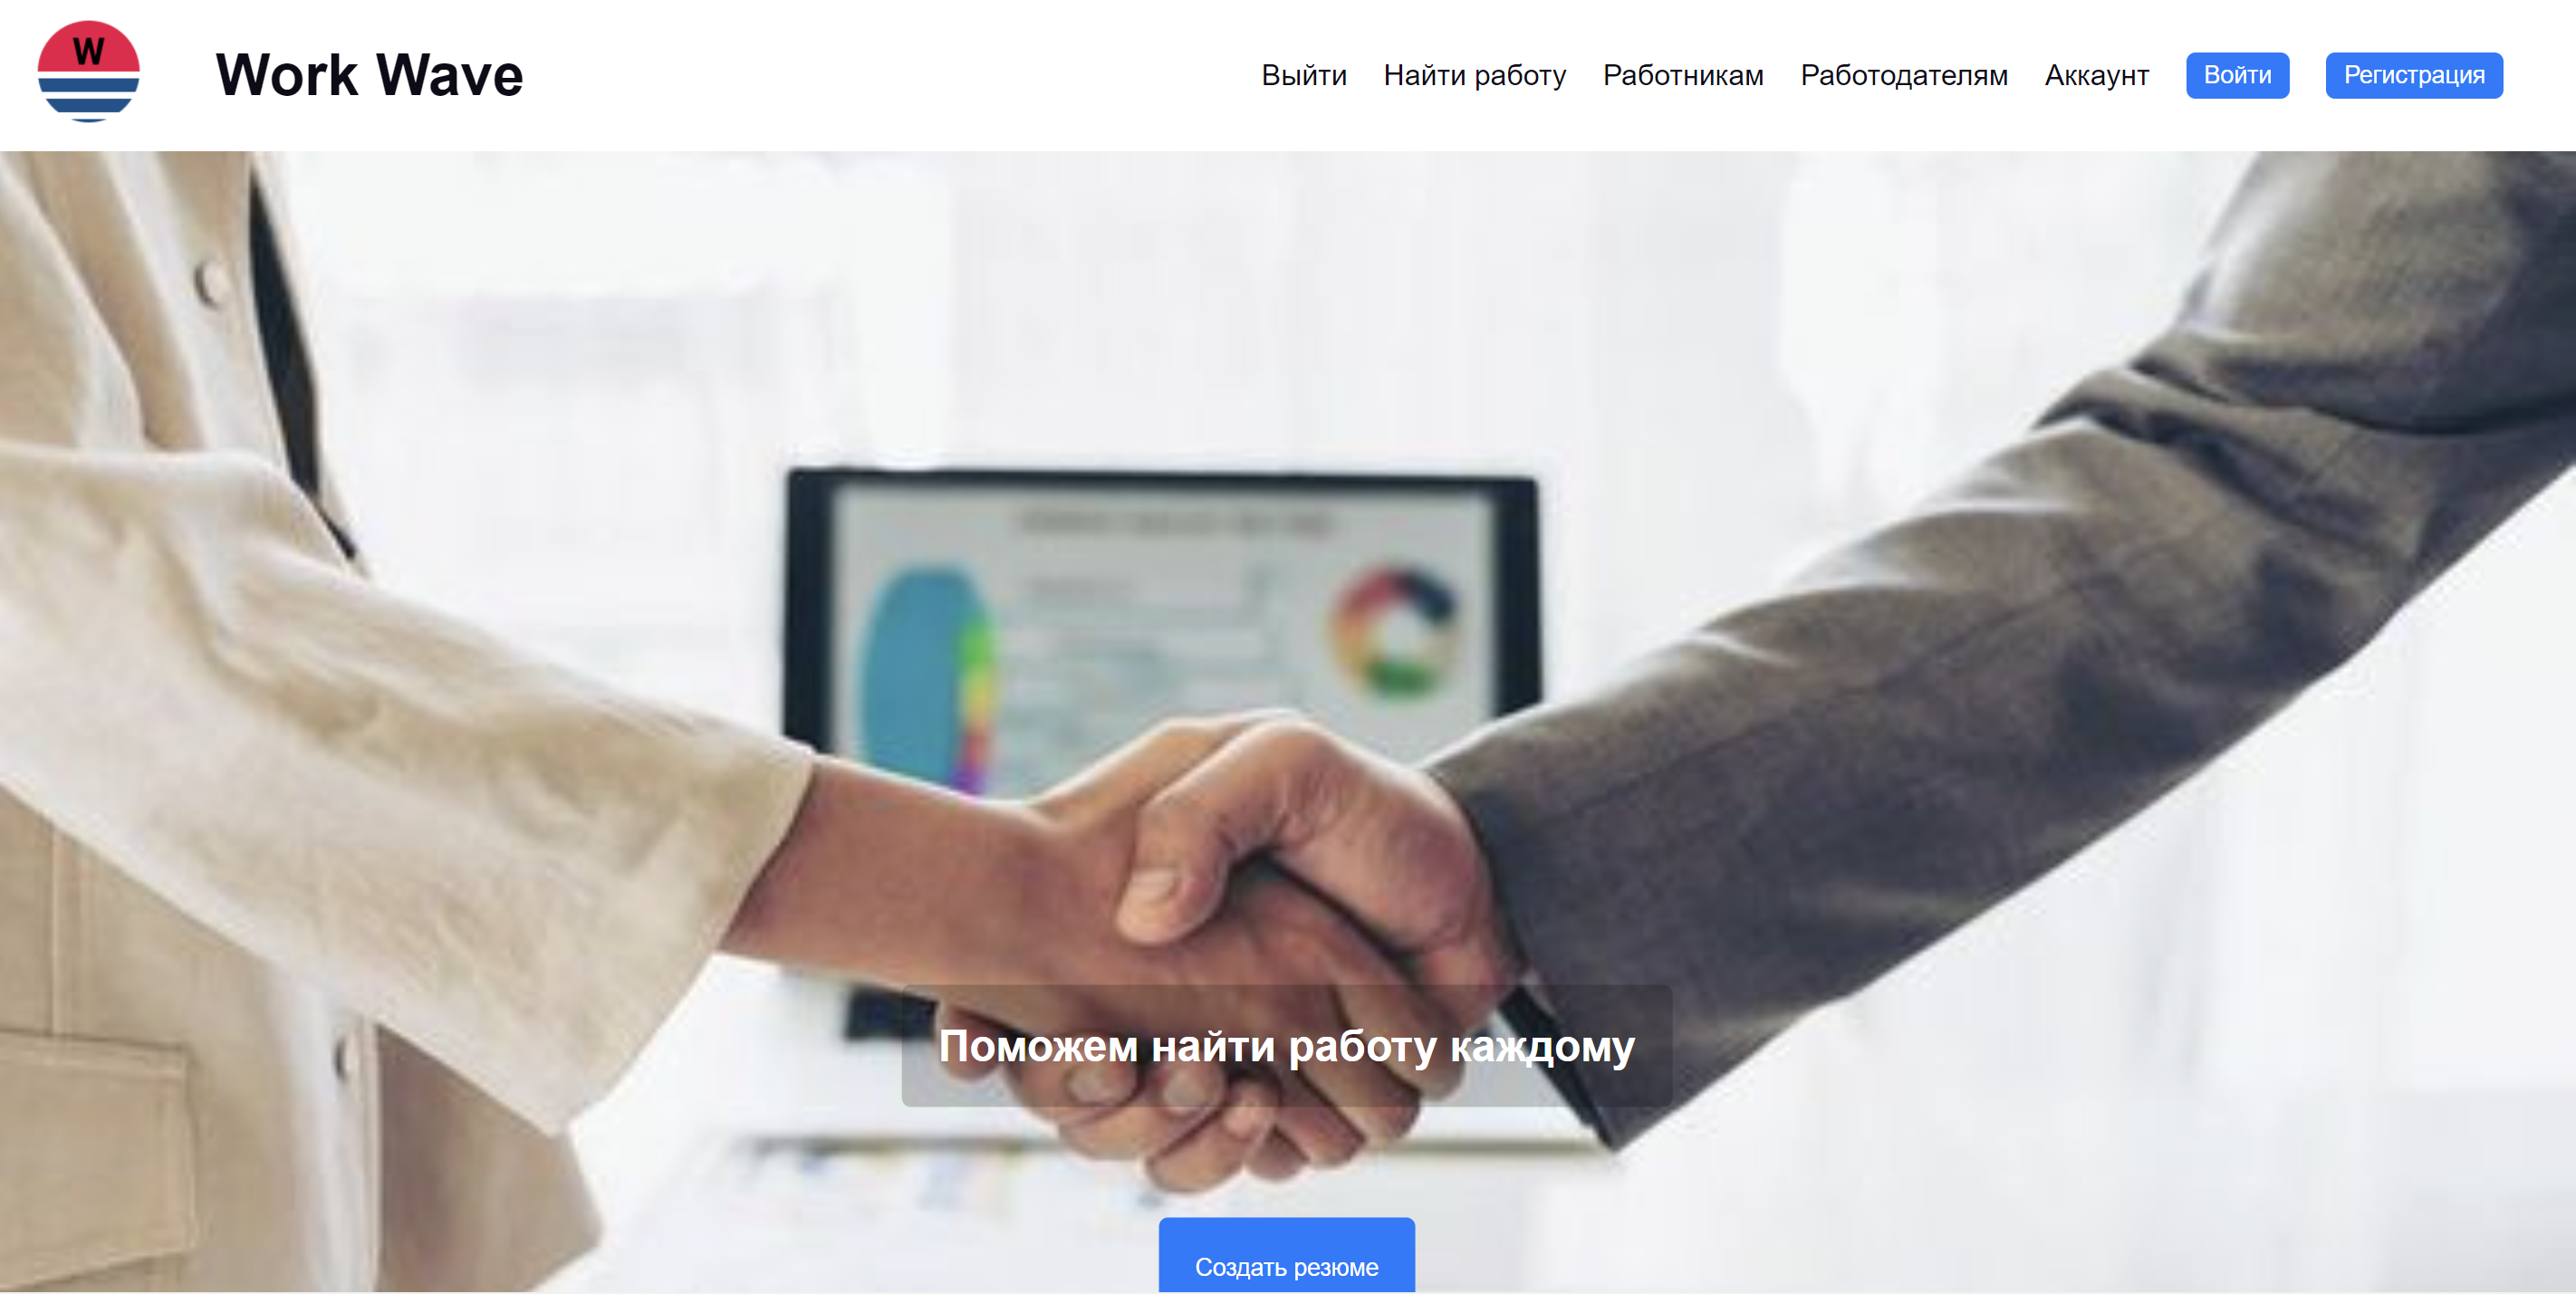 W
Work Wave
Выйти Найти работу Работникам Работодателям Аккаунт Войти Регистрация
Поможем найти работу каждому
Создать резюме